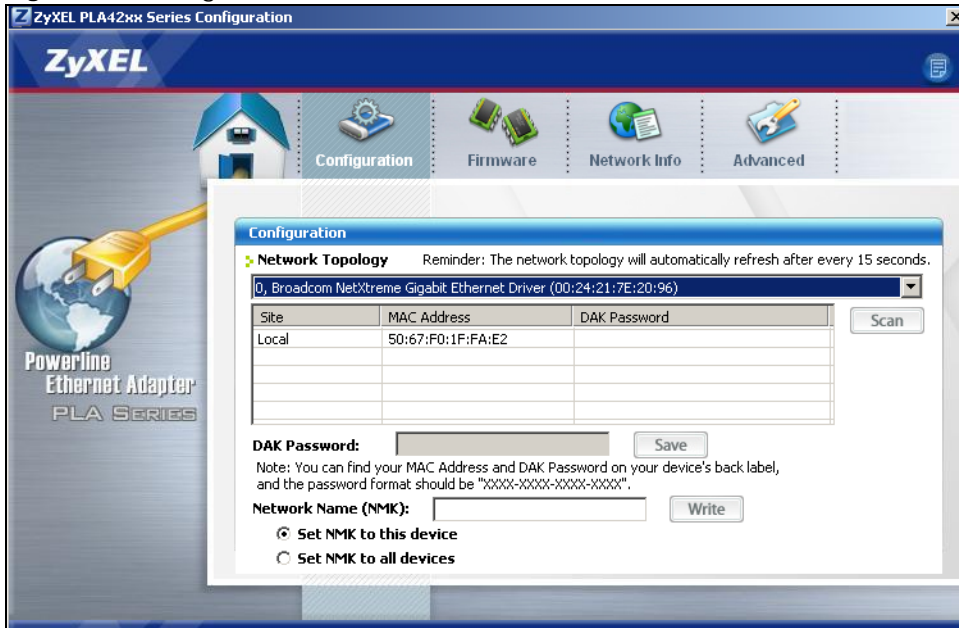 ZyXEL PLA42xx Series Configuration
ZyXEL
Configuration
Firmware
Network Info
Advanced
Configuration
Network Topology Reminder: The network topology will automatically refresh after every 15 seconds.
0, Broadcom NetXtreme Gigabit Ethernet Driver (00:24:21:7E:20:96)
Site MAC Address DAK Password
Scan
Local 50:67:F0:1F:FA:E2
Powerline
Ethernet Adapter
PLA SERIES
DAK Password: Save
Note: You can find your MAC Address and DAK Password on your device's back label,
and the password format should be "XXXX-XXXX-XXXX-XXXX".
Network Name (NMK): Write
Set NMK to this device
Set NMK to all devices